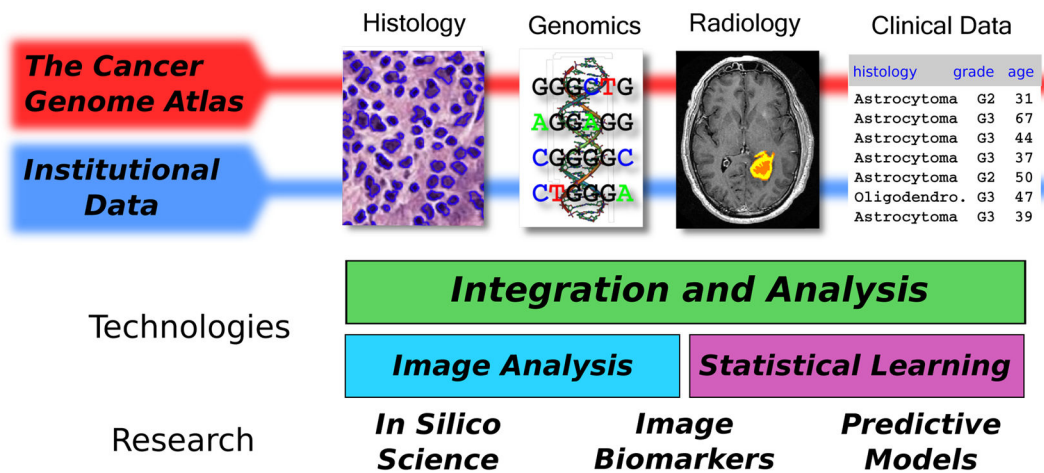 Histology
Genomics
Radiology
Clinical Data
The Cancer
Genome Atlas
Institutional
Data
GGGCTG
AGGAGG
CGGGGC
CTGGGA
histology grade age
Astrocytoma G2 31
Astrocytoma G3 67
Astrocytoma G3 44
Astrocytoma G3 37
Astrocytoma G2 50
Oligodendro. G3 47
Astrocytoma G3 39
Technologies
Integration and Analysis
Image Analysis
Statistical Learning
Research
In Silico
Science
Image
Biomarkers
Predictive
Models